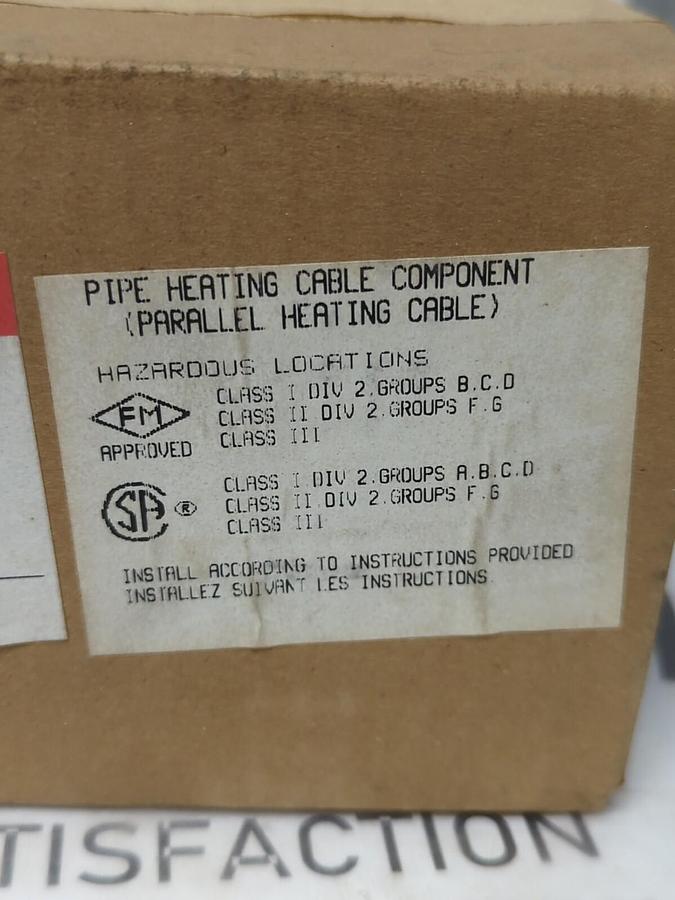 PIPE HEATING CABLE COMPONENT
(PARALLEL HEATING CABLE)
HAZARDOUS LOCATIONS
FM
APPROVED
CLASS I DIV 2.GROUPS B.C.D
CLASS II DIV 2.GROUPS F.G
CLASS III
SA ®
CLASS I DIV 2.GROUPS A.B.C.D
CLASS II DIV 2.GROUPS F.G
CLASS III
INSTALL ACCORDING TO INSTRUCTIONS PROVIDED
INSTALLEZ SUIVANT LES INSTRUCTIONS
TISFACTION